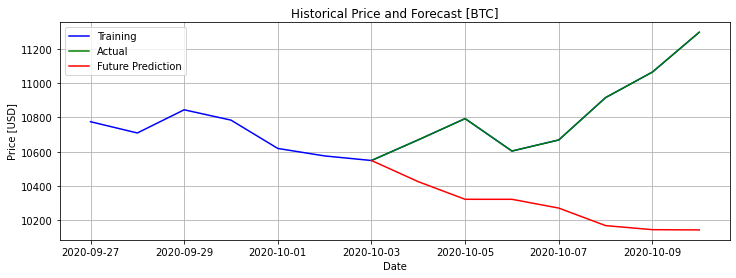 Historical Price and Forecast [BTC]
Training
Actual
Future Prediction
Price [USD]
11200
11000
10800
10600
10400
10200
2020-09-27
2020-09-29
2020-10-01
2020-10-03
2020-10-05
2020-10-07
2020-10-09
Date